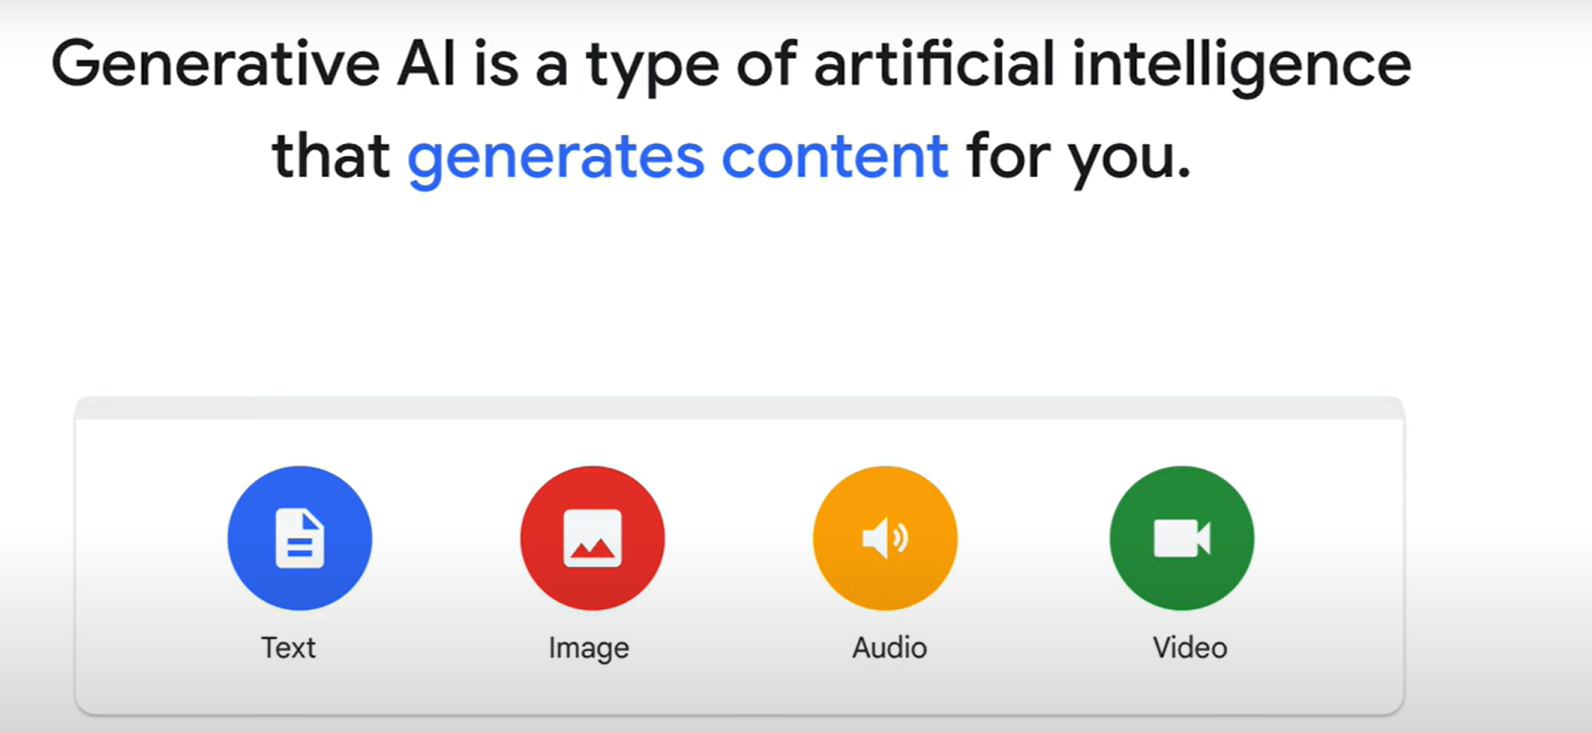 Generative AI is a type of artificial intelligence
that generates content for you.
Text
Image
Audio
Video